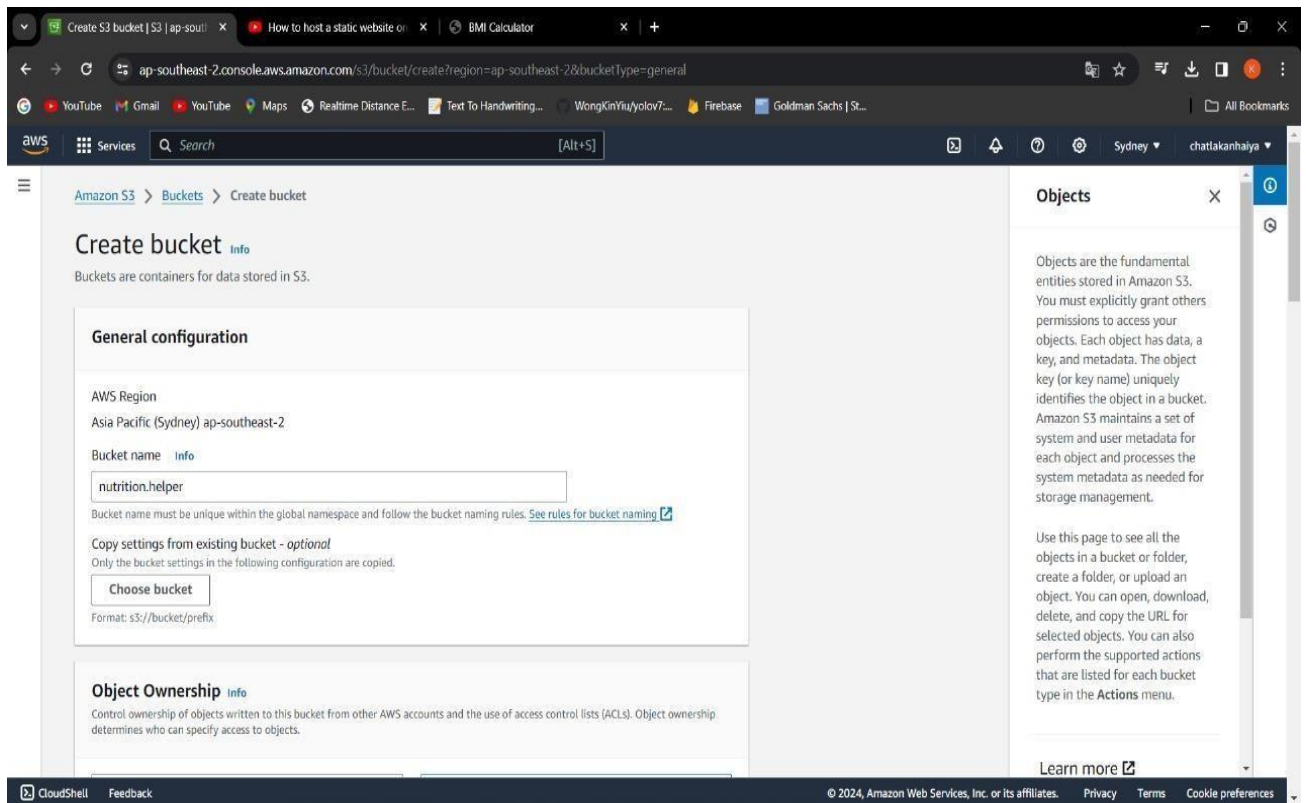 Create S3 bucket | S3 | ap-sout
How to host a static website on
BMI Calculator
ap-southeast-2.console.aws.amazon.com/s3/bucket/create?region=ap-southeast-2&bucketType=general
YouTube Gmail YouTube Maps Realtime Distance E... Text To Handwriting... WongKinYiu/yolov7:... Firebase Goldman Sachs | St... All Bookmarks
aws Services Search [Alt+S] Sydney chatlakanhaiya
Amazon S3 > Buckets > Create bucket
Create bucket Info
Buckets are containers for data stored in S3.
General configuration
AWS Region
Asia Pacific (Sydney) ap-southeast-2
Bucket name Info
nutrition.helper
Bucket name must be unique within the global namespace and follow the bucket naming rules. See rules for bucket naming
Copy settings from existing bucket - optional
Only the bucket settings in the following configuration are copied.
Choose bucket
Format: s3://bucket/prefix
Object Ownership Info
Control ownership of objects written to this bucket from other AWS accounts and the use of access control lists (ACLs). Object ownership
determines who can specify access to objects.
Objects
Objects are the fundamental
entities stored in Amazon S3.
You must explicitly grant others
permissions to access your
objects. Each object has data, a
key, and metadata. The object
key (or key name) uniquely
identifies the object in a bucket.
Amazon S3 maintains a set of
system and user metadata for
each object and processes the
system metadata as needed for
storage management.
Use this page to see all the
objects in a bucket or folder,
create a folder, or upload an
object. You can open, download,
delete, and copy the URL for
selected objects. You can also
perform the supported actions
that are listed for each bucket
type in the Actions menu.
Learn more
CloudShell Feedback © 2024, Amazon Web Services, Inc. or its affiliates. Privacy Terms Cookie preferences